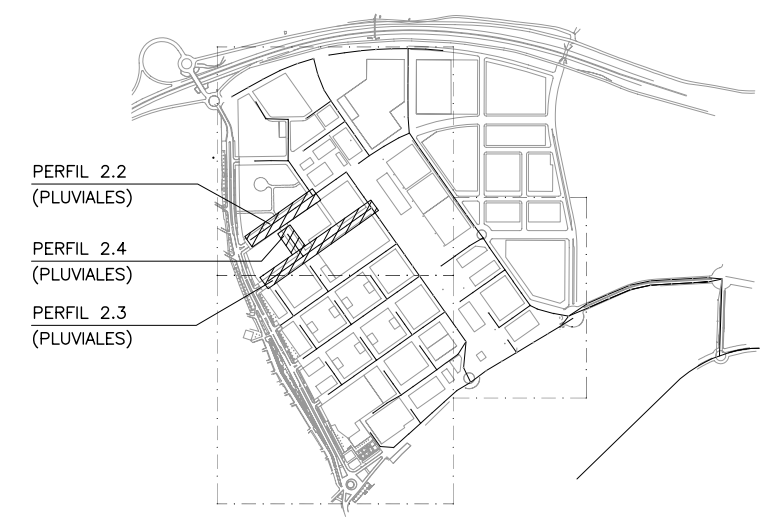 PERFIL 2.2
(PLUVIALES)
PERFIL 2.4
(PLUVIALES)
PERFIL 2.3
(PLUVIALES)